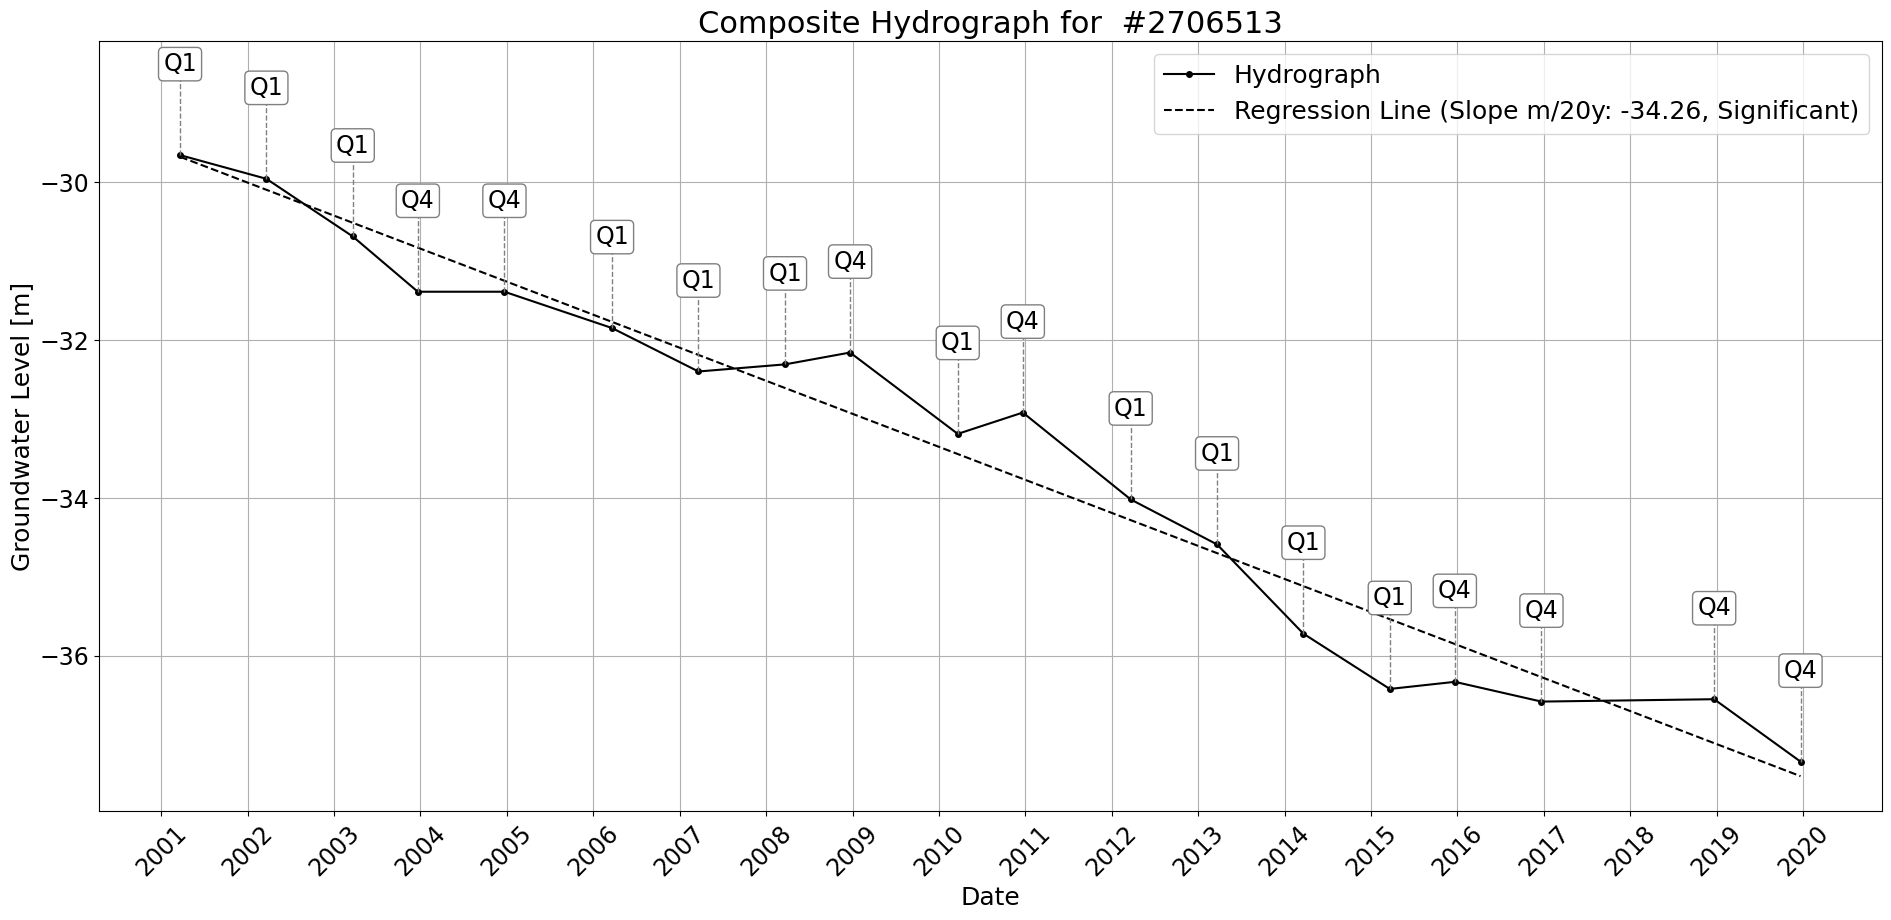 Composite Hydrograph for  #2706513
Hydrograph
Regression Line (Slope m/20y: -34.26, Significant)
Q1
Q1
Q1
Q4
Q4
Q1
Q1
Q1
Q4
Q1
Q4
Q1
Q1
Q1
Q1
Q4
Q4
Q4
Q4
Groundwater Level [m]
−30
−32
−34
−36
2001
2002
2003
2004
2005
2006
2007
2008
2009
2010
2011
2012
2013
2014
2015
2016
2017
2018
2019
2020
Date